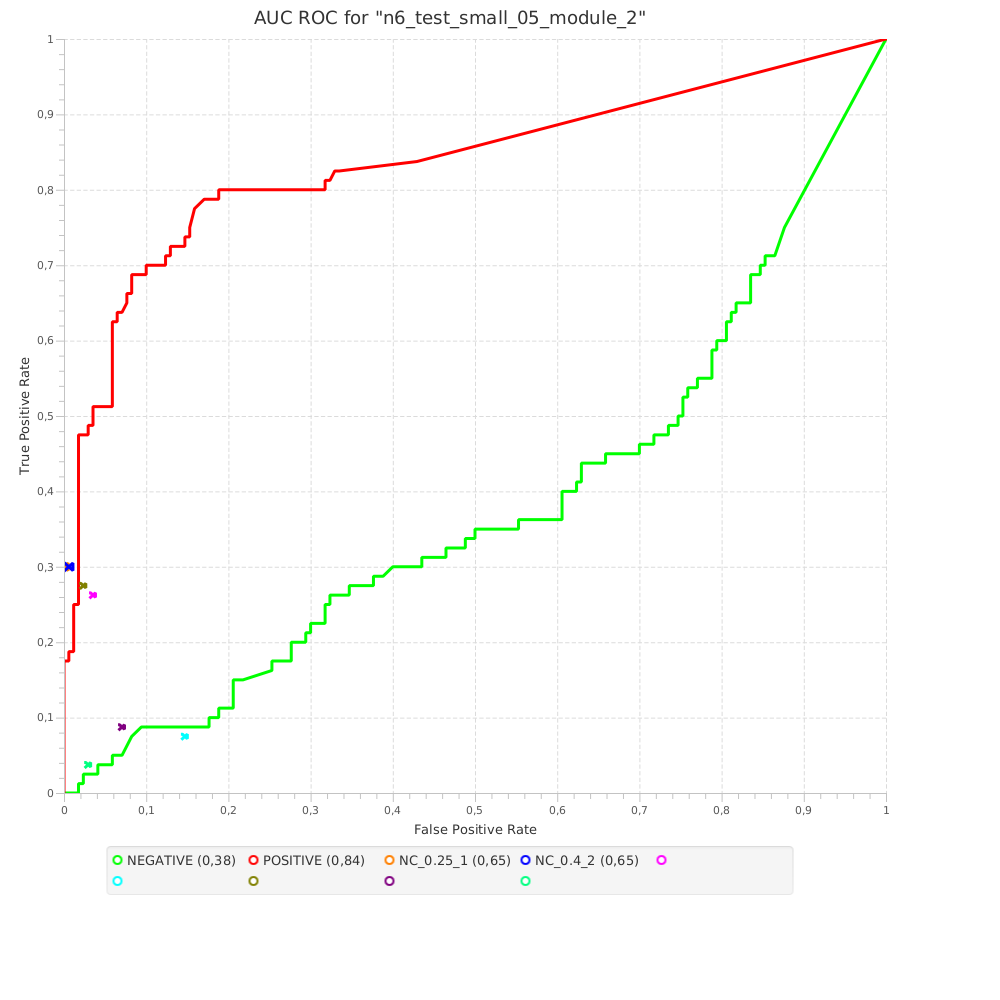 AUC ROC for "n6_test_small_05_module_2"
1
0,9
0,8
0,7
0,6
0,5
0,4
0,3
0,2
0,1
0
True Positive Rate
0 0,1 0,2 0,3 0,4 0,5 0,6 0,7 0,8 0,9 1
False Positive Rate
NEGATIVE (0,38) POSITIVE (0,84) NC_0.25_1 (0,65) NC_0.4_2 (0,65)